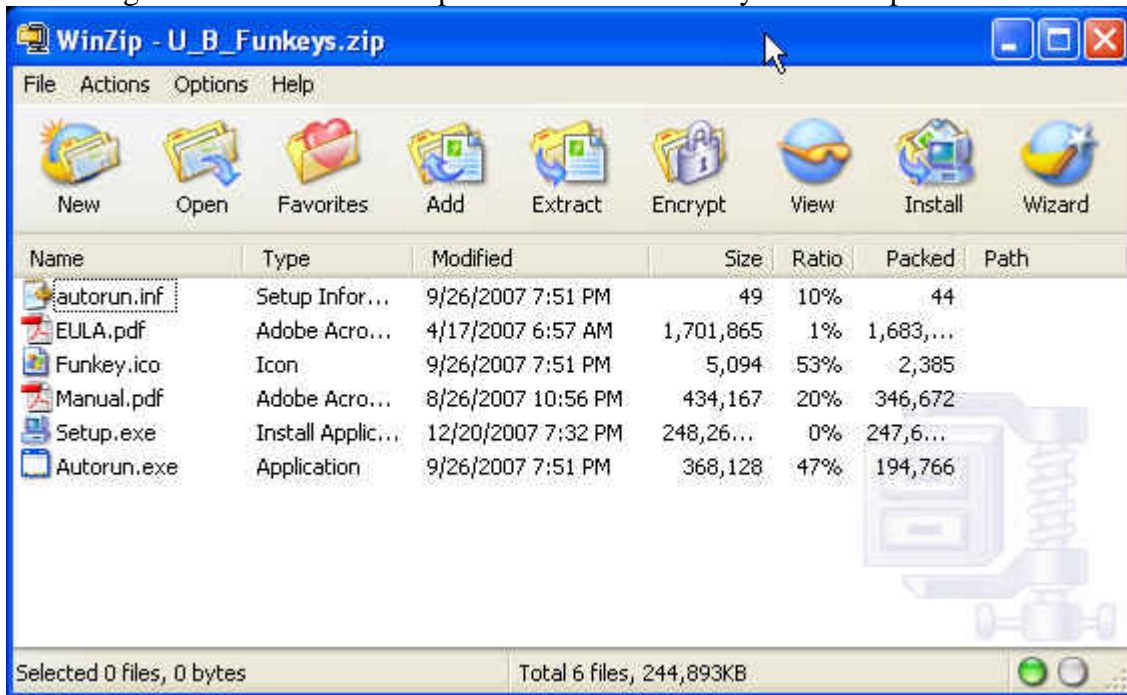 WinZip - U_B_Funkeys.zip
File Actions Options Help
New Open Favorites Add Extract Encrypt View Install Wizard
Name Type Modified Size Ratio Packed Path
autorun.inf Setup Infor... 9/26/2007 7:51 PM 49 10% 44
EULA.pdf Adobe Acro... 4/17/2007 6:57 AM 1,701,865 1% 1,683,...
Funkey.ico Icon 9/26/2007 7:51 PM 5,094 53% 2,385
Manual.pdf Adobe Acro... 8/26/2007 10:56 PM 434,167 20% 346,672
Setup.exe Install Applic... 12/20/2007 7:32 PM 248,26... 0% 247,6...
Autorun.exe Application 9/26/2007 7:51 PM 368,128 47% 194,766
Selected 0 files, 0 bytes Total 6 files, 244,893KB